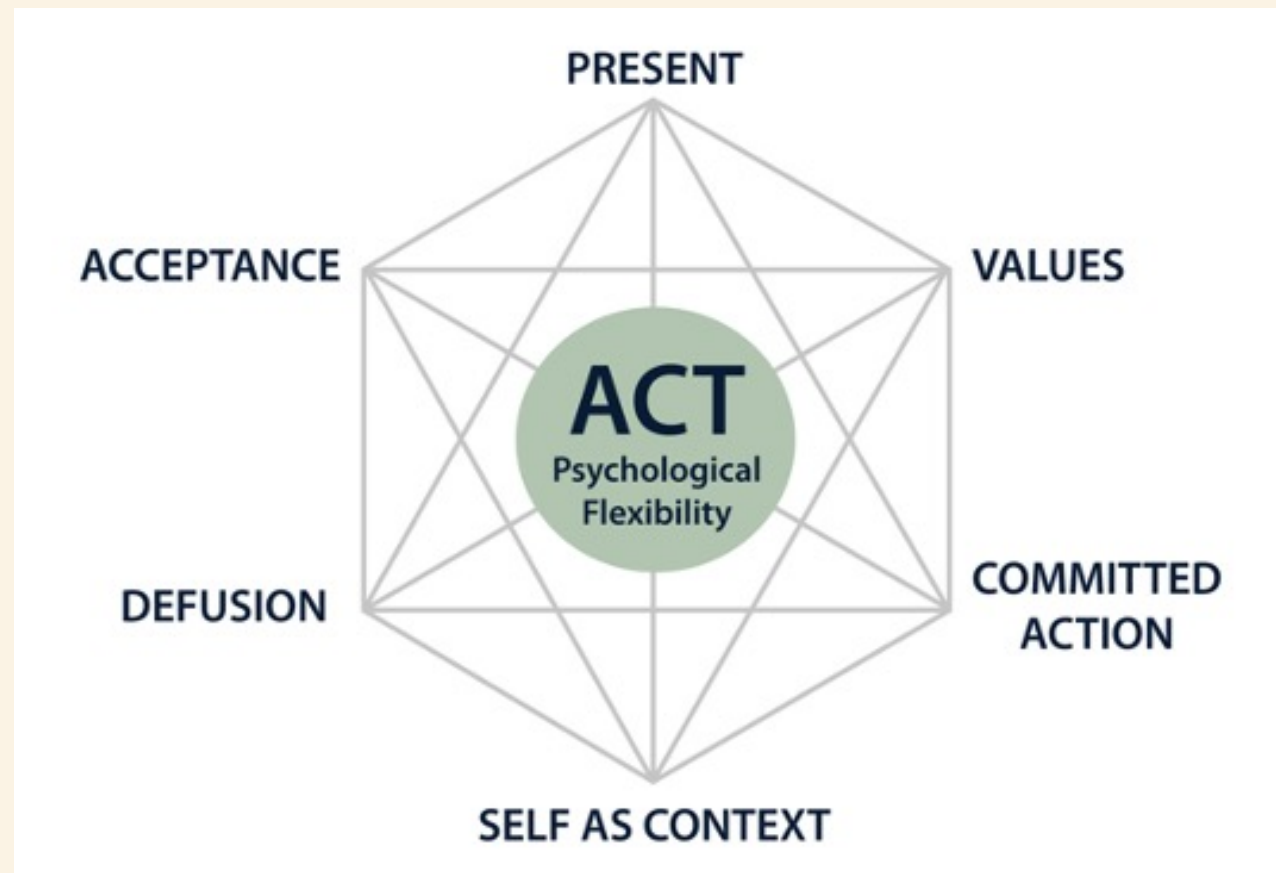 PRESENT
ACCEPTANCE
VALUES
ACT
Psychological
Flexibility
DEFUSION
COMMITTED
ACTION
SELF AS CONTEXT